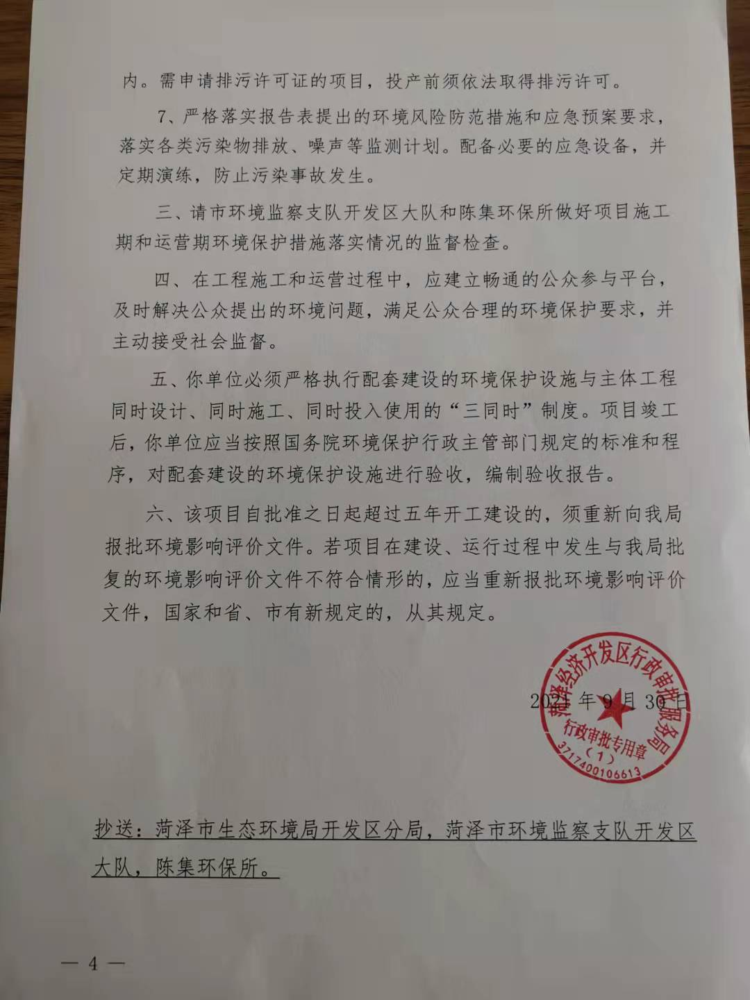 内。需申请排污许可证的项目，投产前须依法取得排污许可。
7、严格落实报告表提出的环境风险防范措施和应急预案要求，
落实各类污染物排放、噪声等监测计划。配备必要的应急设备，并
定期演练，防止污染事故发生。
三、请市环境监察支队开发区大队和陈集环保所做好项目施工
期和运营期环境保护措施落实情况的监督检查。
四、在工程施工和运营过程中，应建立畅通的公众参与平台，
及时解决公众提出的环境问题，满足公众合理的环境保护要求，并
主动接受社会监督。
五、你单位必须严格执行配套建设的环境保护设施与主体工程
同时设计、同时施工、同时投入使用的“三同时”制度。项目竣工
后，你单位应当按照国务院环境保护行政主管部门规定的标准和程
序，对配套建设的环境保护设施进行验收，编制验收报告。
六、该项目自批准之日起超过五年开工建设的，须重新向我局
报批环境影响评价文件。若项目在建设、运行过程中发生与我局批
复的环境影响评价文件不符合情形的，应当重新报批环境影响评价
文件，国家和省、市有新规定的，从其规定。
菏泽经济开发区行政审批服务局
2021年9月30日
行政审批专用章
（1）
3717400106613
抄送：菏泽市生态环境局开发区分局，菏泽市环境监察支队开发区
大队，陈集环保所。
— 4 —